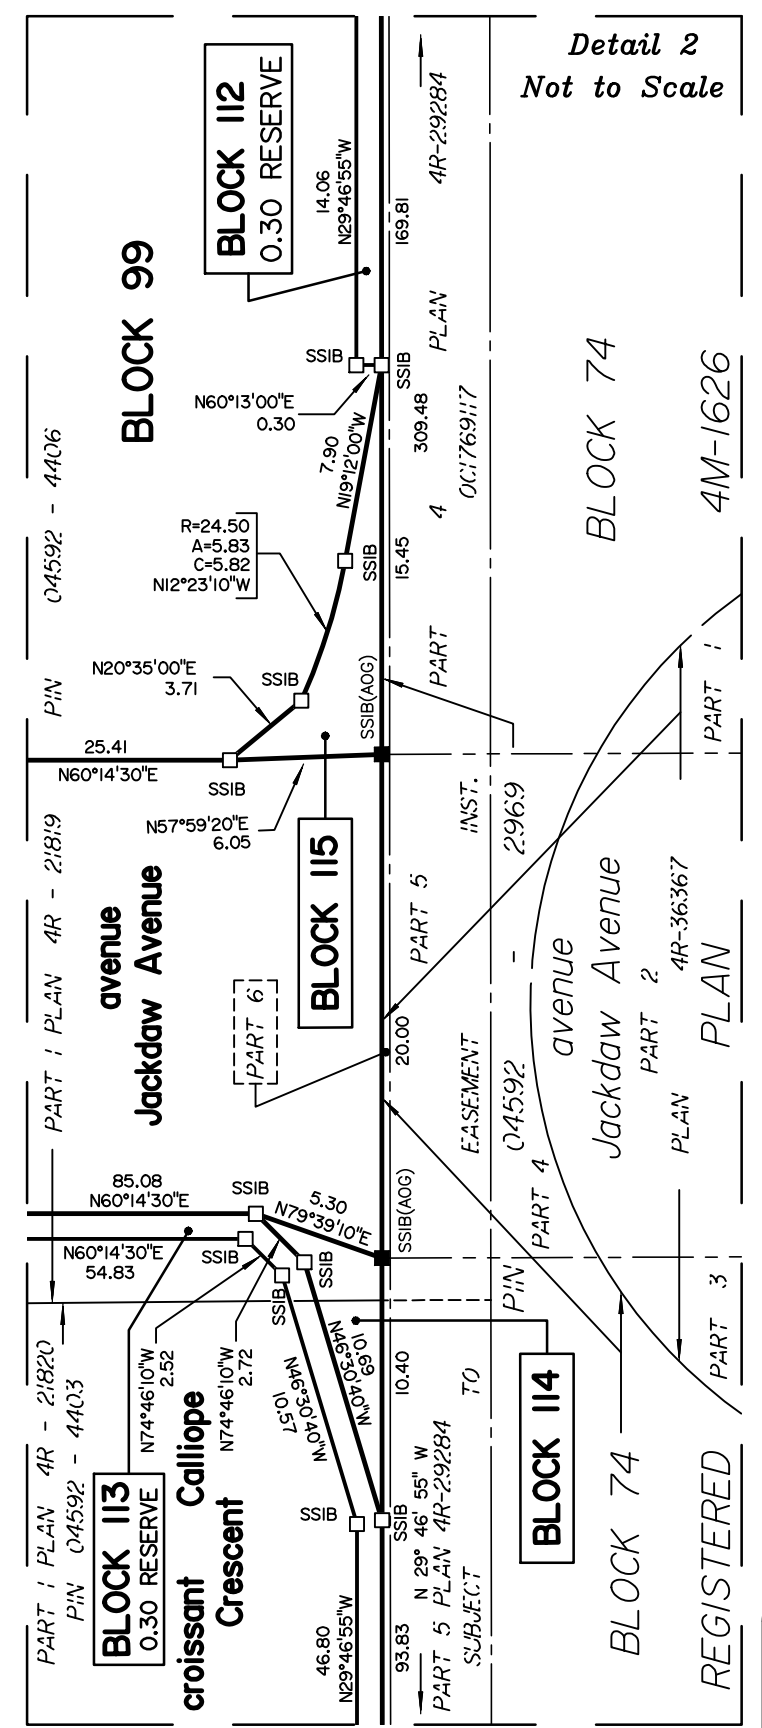 Detail 2
Not to Scale
BLOCK 112
0.30 RESERVE
14.06
N29°46'55"W
169.81
4R-29284
PLAN
4
PART
BLOCK 99
SSIB
SSIB
N60°13'00"E
0.30
7.90
N19°12'00"W
309.48
OC1769117
BLOCK 74
4M-1626
04592 - 4406
PIN
R=24.50
A=5.83
C=5.82
N12°23'10"W
SSIB
15.45
N20°35'00"E
3.71
SSIB
SSIB(AOG)
PART 1
25.41
N60°14'30"E
SSIB
N57°59'20"E
6.05
BLOCK 115
INST.
2969
-
04592
PIN
PART 1 PLAN 4R - 21819
avenue
Jackdaw Avenue
PART 6
PART 5
20.00
EASEMENT
avenue
Jackdaw Avenue
PART 2
4R-36367
PLAN
PLAN
PART 4
85.08
N60°14'30"E
SSIB
5.30
N79°39'10"E
SSIB(AOG)
N60°14'30"E
54.83
SSIB
SSIB
SSIB
N74°46'10"W
2.52
N74°46'10"W
2.72
N46°30'40"W
10.57
10.69
N46°30'40"W
10.40
TO
PART 3
BLOCK 114
PART 1 PLAN 4R - 21820
PIN 04592 - 4403
BLOCK 113
0.30 RESERVE
croissant Calliope
Crescent
SSIB
SSIB
46.80
N29°46'55"W
93.83
N 29° 46' 55" W
PART 5 PLAN 4R-29284
SUBJECT
BLOCK 74
REGISTERED